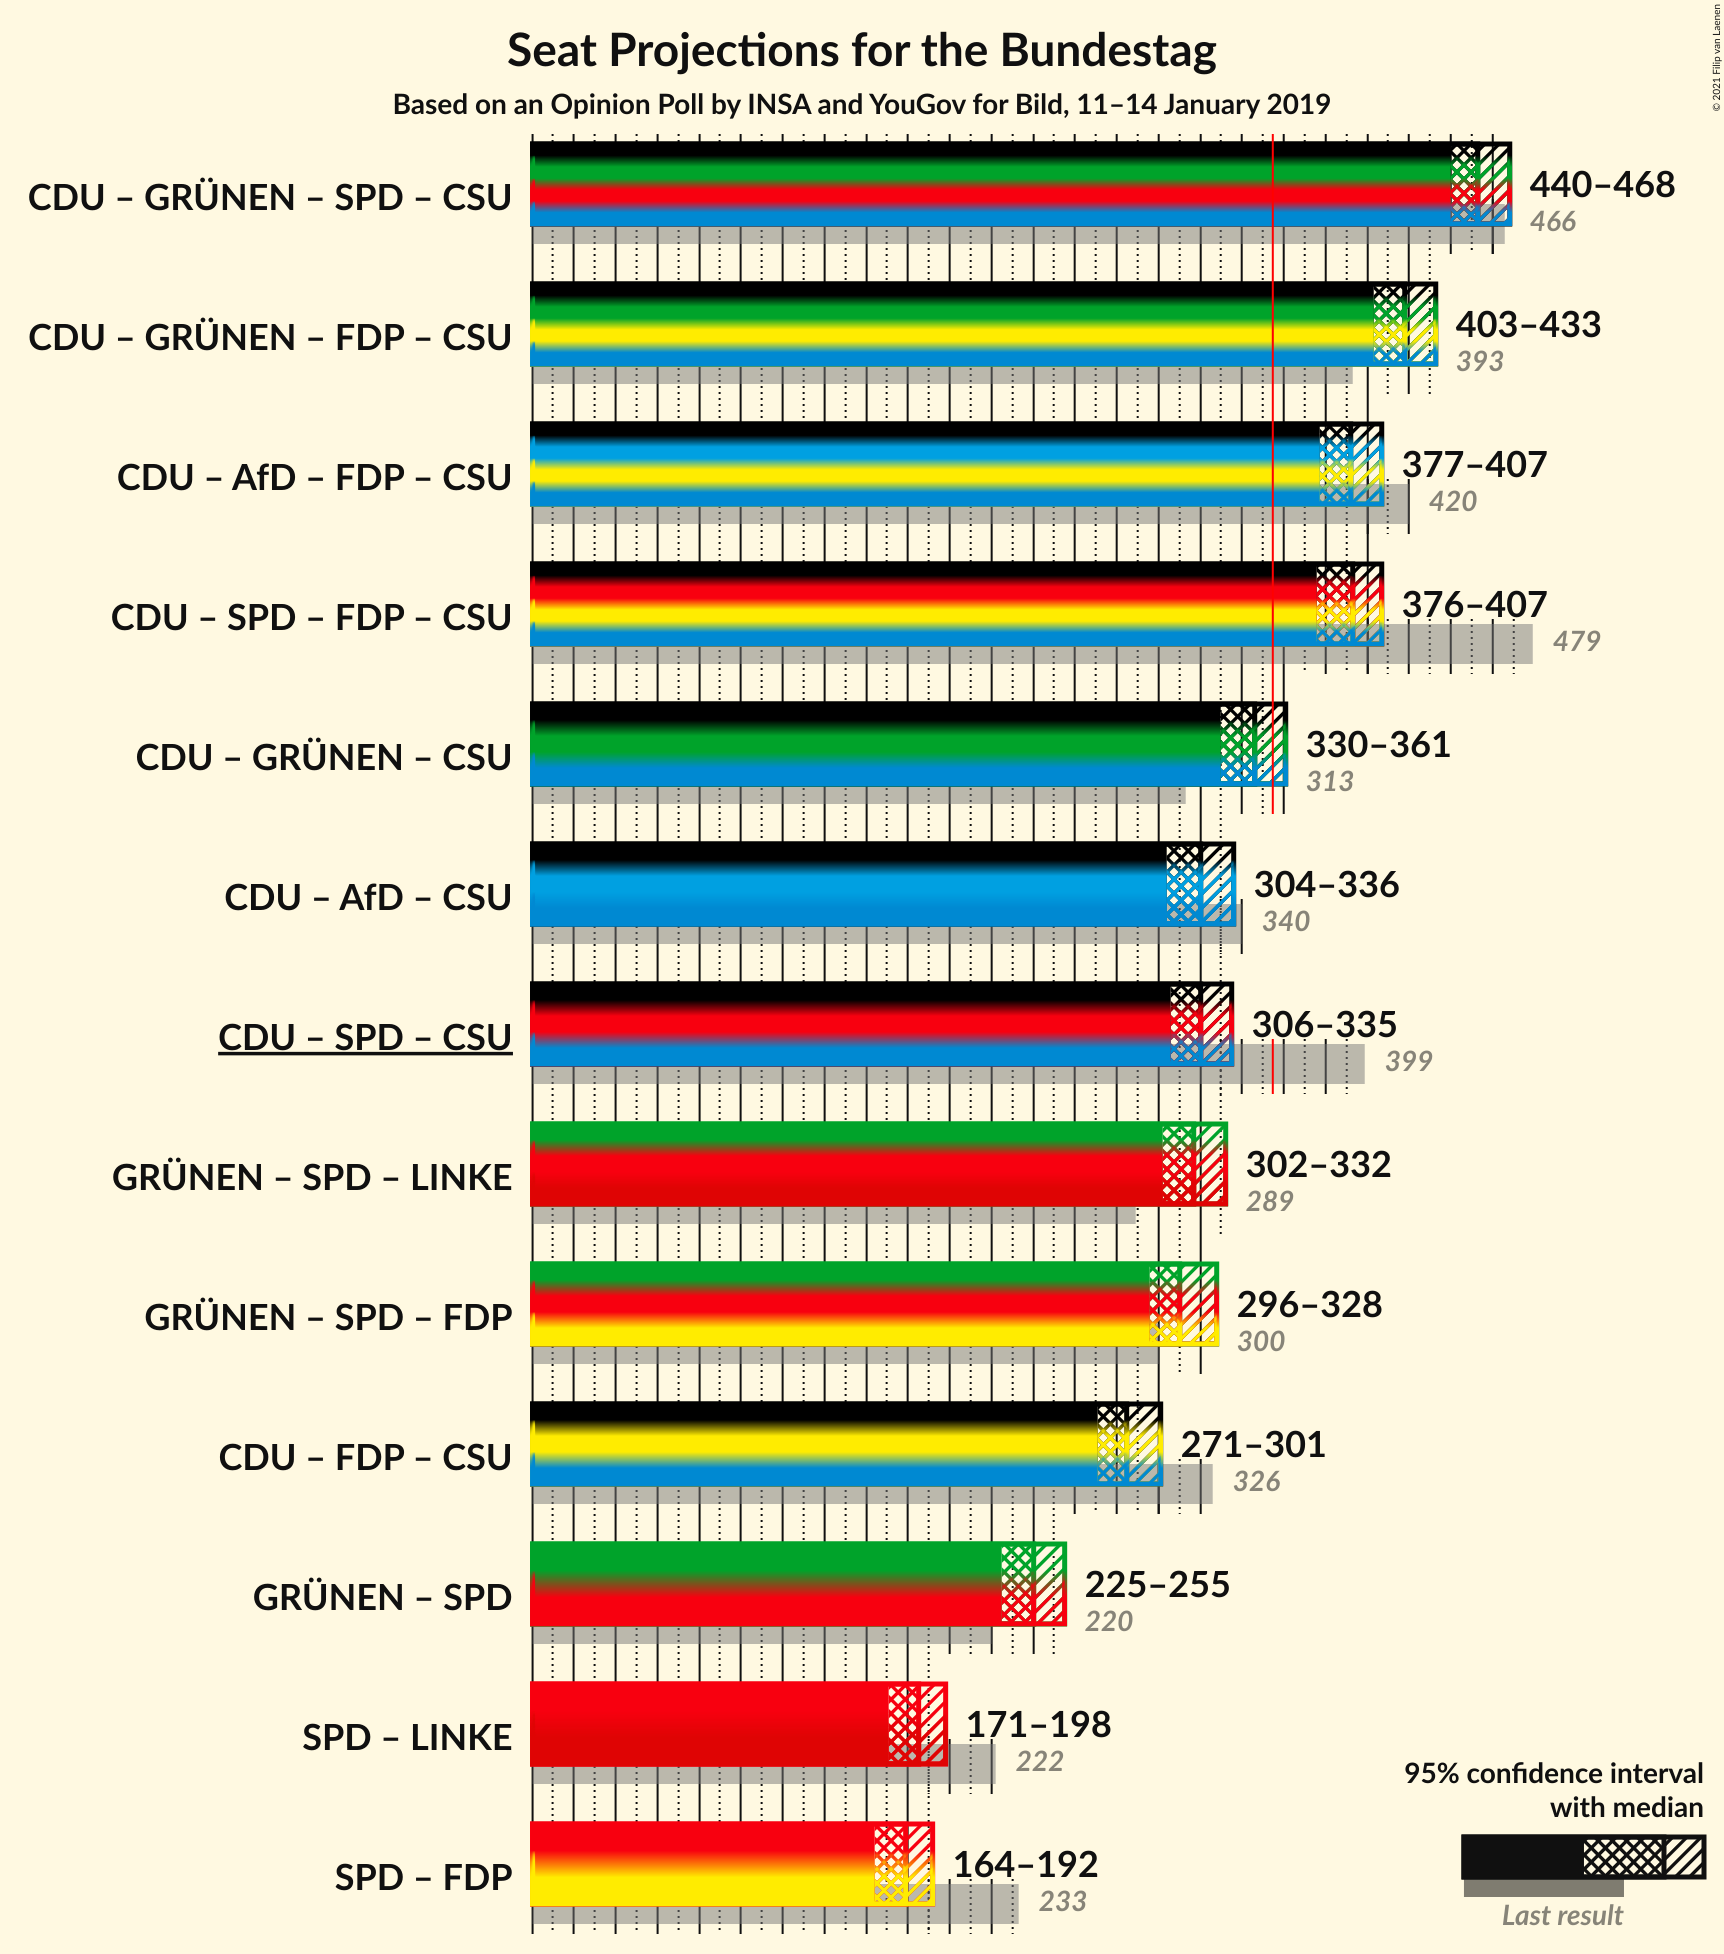 Seat Projections for the Bundestag
Based on an Opinion Poll by INSA and YouGov for Bild, 11–14 January 2019
© 2021 Filip van Laenen
CDU – GRÜNEN – SPD – CSU
440–468
466
CDU – GRÜNEN – FDP – CSU
403–433
393
CDU – AfD – FDP – CSU
377–407
420
CDU – SPD – FDP – CSU
376–407
479
CDU – GRÜNEN – CSU
330–361
313
CDU – AfD – CSU
304–336
340
CDU – SPD – CSU
306–335
399
GRÜNEN – SPD – LINKE
302–332
289
GRÜNEN – SPD – FDP
296–328
300
CDU – FDP – CSU
271–301
326
GRÜNEN – SPD
225–255
220
SPD – LINKE
171–198
222
SPD – FDP
164–192
233
95% confidence interval
with median
Last result